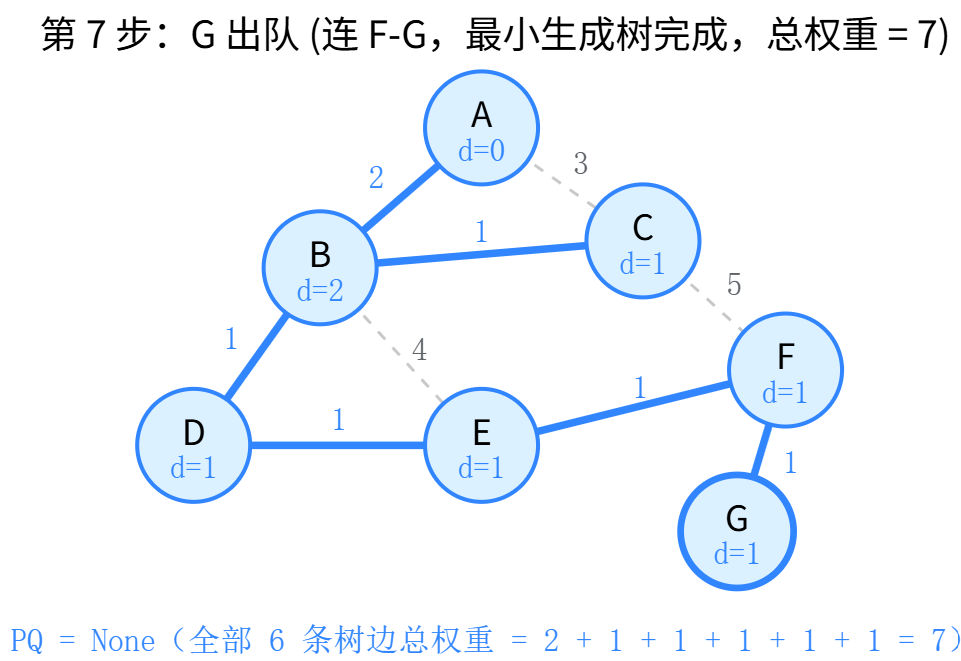 第 7 步：G 出队 (连 F-G，最小生成树完成，总权重 = 7)
A
d=0
3
2
C
d=1
1
B
d=2
5
1
4
F
d=1
1
1
D
d=1
E
d=1
1
G
d=1
PQ = None（全部 6 条树边总权重 = 2 + 1 + 1 + 1 + 1 + 1 = 7）